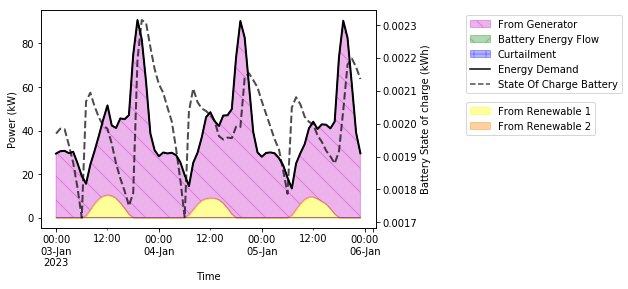 Power (kW)
80
60
40
20
0
0.0023
0.0022
0.0021
0.0020
0.0019
0.0018
0.0017
Battery State of charge (kWh)
00:00 12:00 00:00 12:00 00:00 12:00 00:00
03-Jan 04-Jan 05-Jan 06-Jan
2023
Time
From Generator
Battery Energy Flow
Curtailment
Energy Demand
State Of Charge Battery
From Renewable 1
From Renewable 2